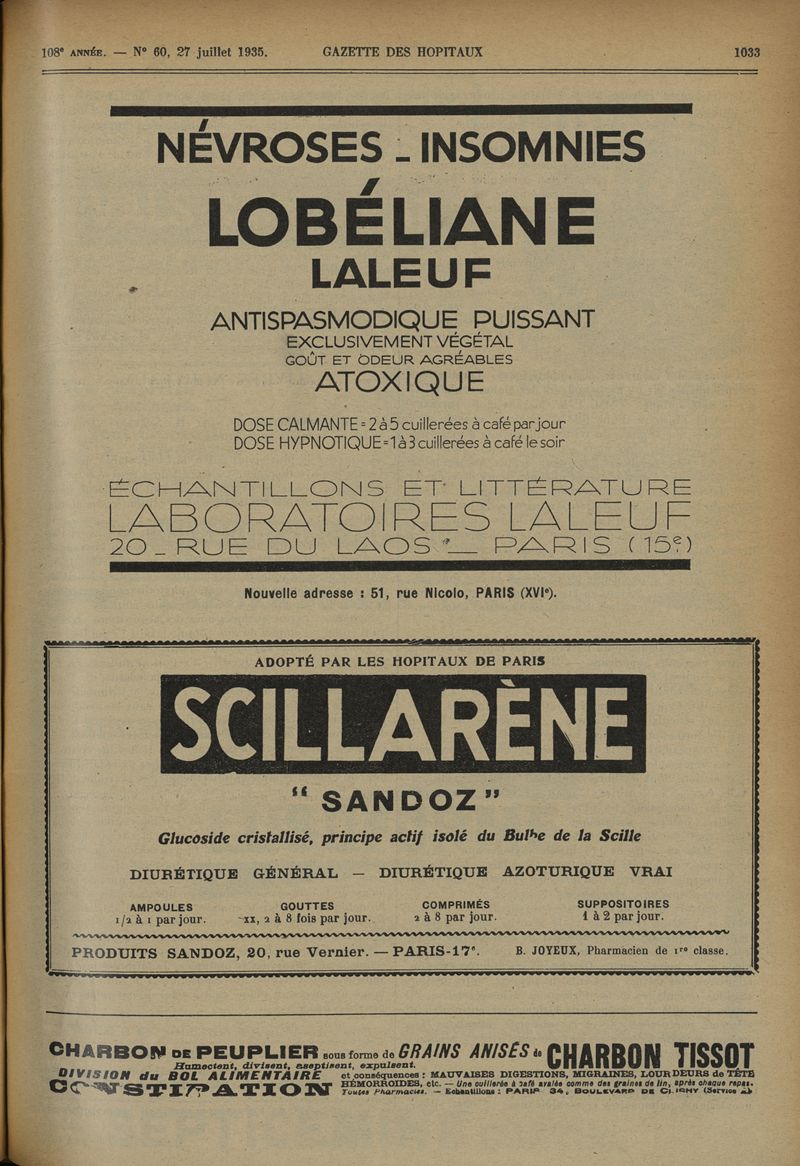 108e ANNÉE. — N° 60, 27 juillet 1935.
GAZETTE DES HOPITAUX
1033
NÉVROSES - INSOMNIES
LOBÉLIANE
LALEUF
ANTISPASMODIQUE PUISSANT
EXCLUSIVEMENT VÉGÉTAL
GOÛT ET ODEUR AGRÉABLES
ATOXIQUE
DOSE CALMANTE = 2 à 5 cuillerées à café par jour
DOSE HYPNOTIQUE = 1 à 3 cuillerées à café le soir
ÉCHANTILLONS ET LITTÉRATURE
LABORATOIRES LALEUF
20 - RUE DU LAOS — PARIS (15e)
Nouvelle adresse : 51, rue Nicolo, PARIS (XVIe).
ADOPTÉ PAR LES HOPITAUX DE PARIS
SCILLARÈNE
“ SANDOZ ”
Glucoside cristallisé, principe actif isolé du Bulbe de la Scille
DIURÉTIQUE GÉNÉRAL — DIURÉTIQUE AZOTURIQUE VRAI
AMPOULES
1/2 à 1 par jour.
GOUTTES
xx, 2 à 8 fois par jour.
COMPRIMÉS
2 à 8 par jour.
SUPPOSITOIRES
1 à 2 par jour.
PRODUITS SANDOZ, 20, rue Vernier. — PARIS-17e. B. JOYEUX, Pharmacien de 1re classe.
CHARBON DE PEUPLIER sous forme de GRAINS ANISÉS de CHARBON TISSOT
Humectent, divisent, aseptisent, expulsent.
DIVISION du BOL ALIMENTAIRE et conséquences : MAUVAISES DIGESTIONS, MIGRAINES, LOURDEURS de TÊTE
CONSTIPATION HÉMORROIDES, etc. — Une cuillerée à café avalée comme des graines de lin, après chaque repas.
Toutes Pharmacies. — Echantillons : PARIS 34, BOULEVARD DE CLICHY (Service